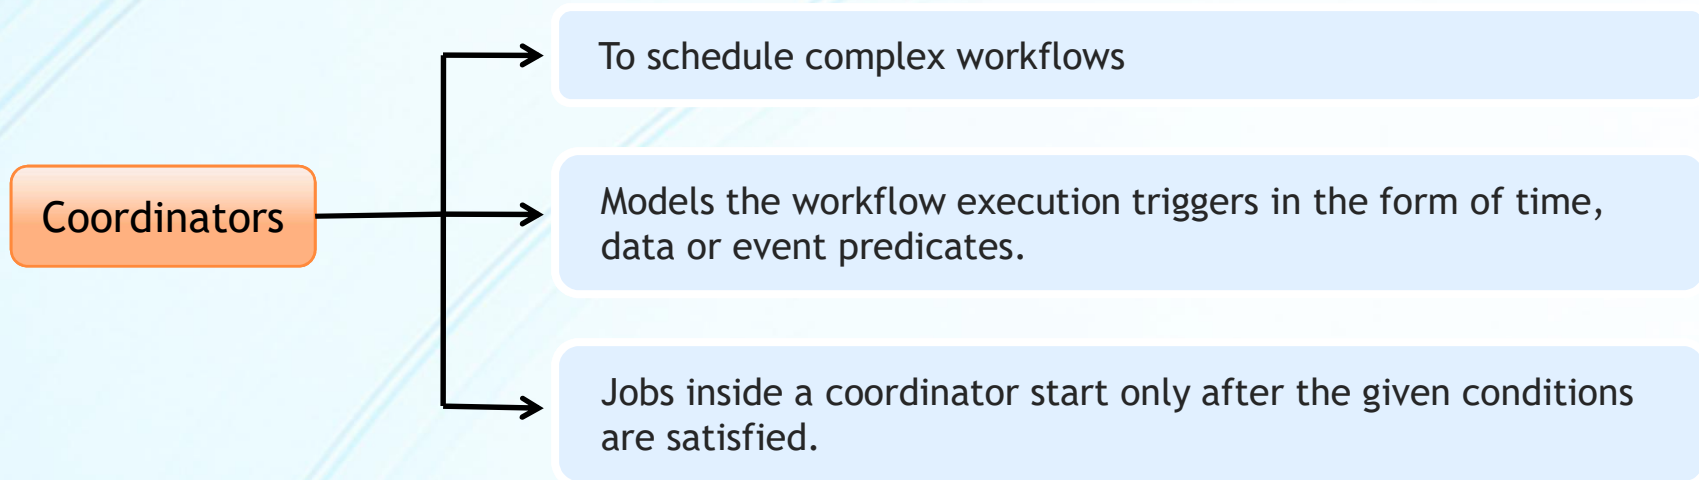 To schedule complex workflows
Coordinators
Models the workflow execution triggers in the form of time,
data or event predicates.
Jobs inside a coordinator start only after the given conditions
are satisfied.